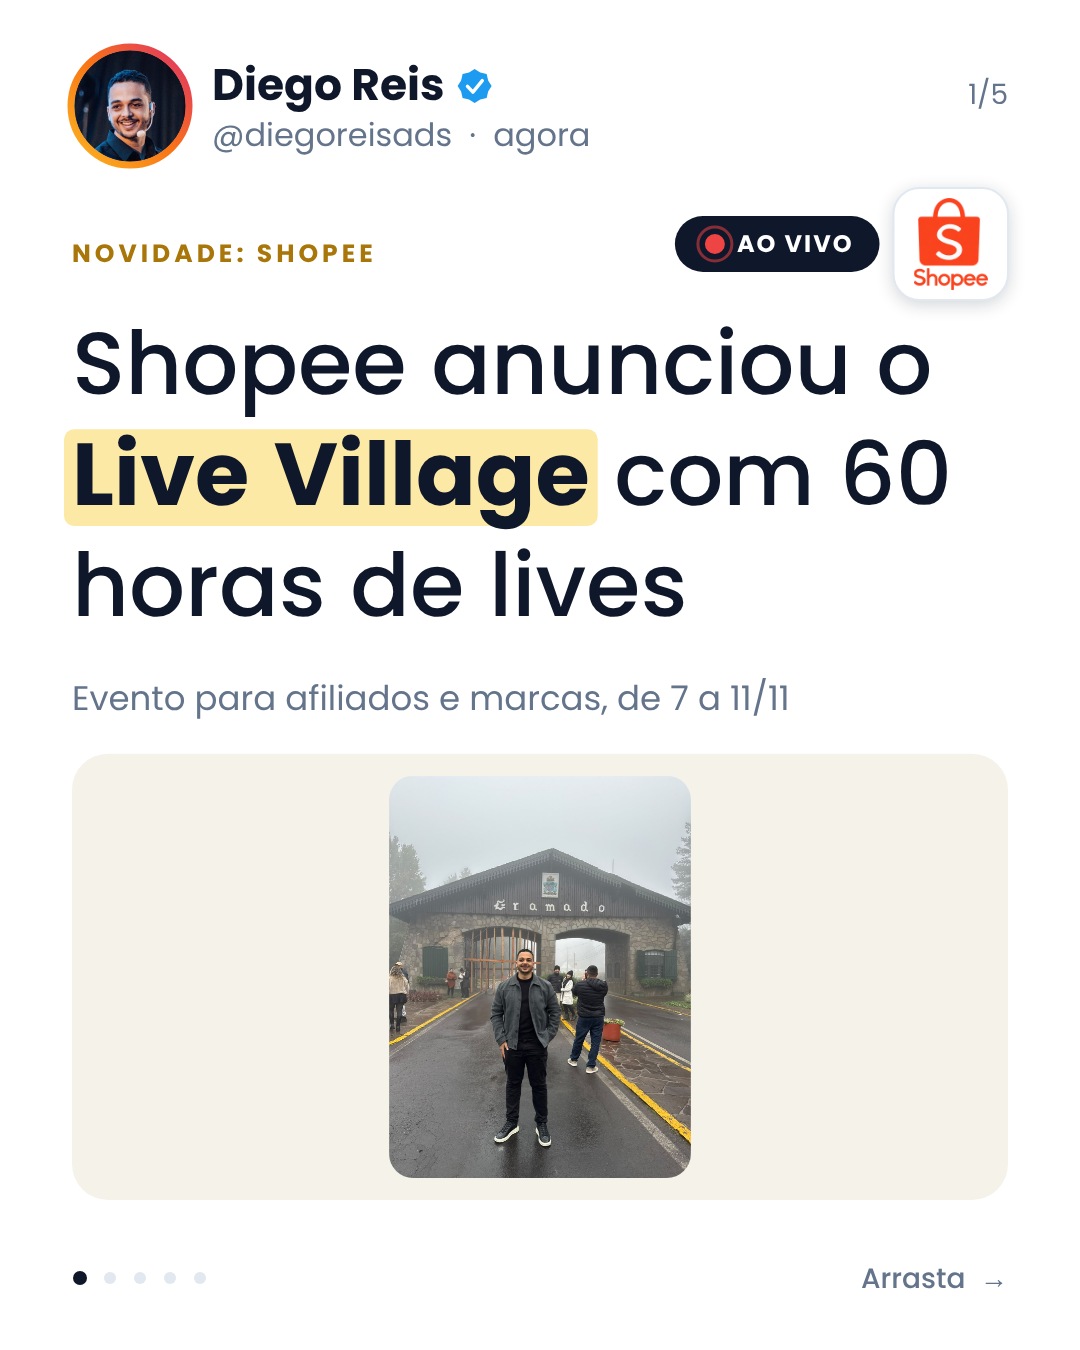 Diego Reis
@diegoreisads · agora
1/5
NOVIDADE: SHOPEE
AO VIVO
S
Shopee
Shopee anunciou o
Live Village com 60
horas de lives
Evento para afiliados e marcas, de 7 a 11/11
Gramado
Arrasta →